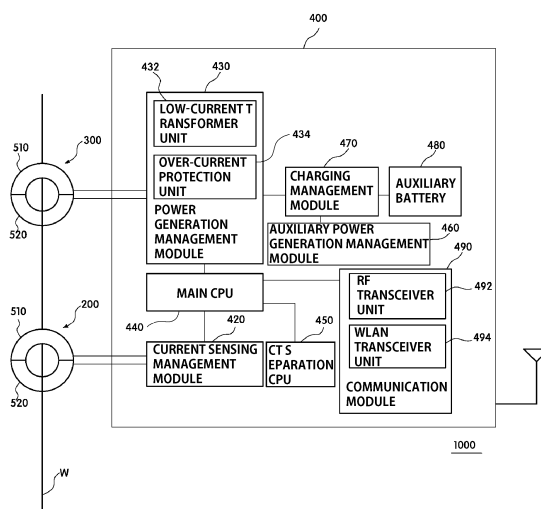 400
432
430
LOW-CURRENT T
RANSFORMER
UNIT
434
510
300
OVER-CURRENT
PROTECTION
UNIT
470
480
CHARGING
MANAGEMENT
MODULE
AUXILIARY
BATTERY
520
POWER
GENERATION
MANAGEMENT
MODULE
AUXILIARY POWER
GENERATION MANAGEMENT
MODULE
460
490
RF
TRANSCEIVER
UNIT
492
MAIN CPU
510
200
440
420
450
WLAN
TRANSCEIVER
UNIT
494
CURRENT SENSING
MANAGEMENT
MODULE
CT S
EPARATION
CPU
COMMUNICATION
MODULE
520
1000
W